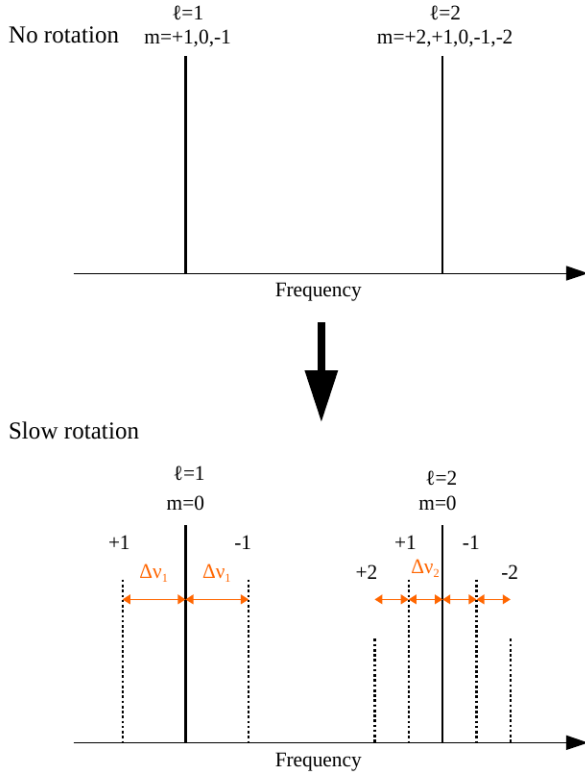 ℓ=1
ℓ=2
No rotation
m=+1,0,-1
m=+2,+1,0,-1,-2
Frequency
Slow rotation
ℓ=1
ℓ=2
m=0
m=0
+1
-1
+1
-1
Δν₁
Δν₁
+2
Δν₂
-2
Frequency